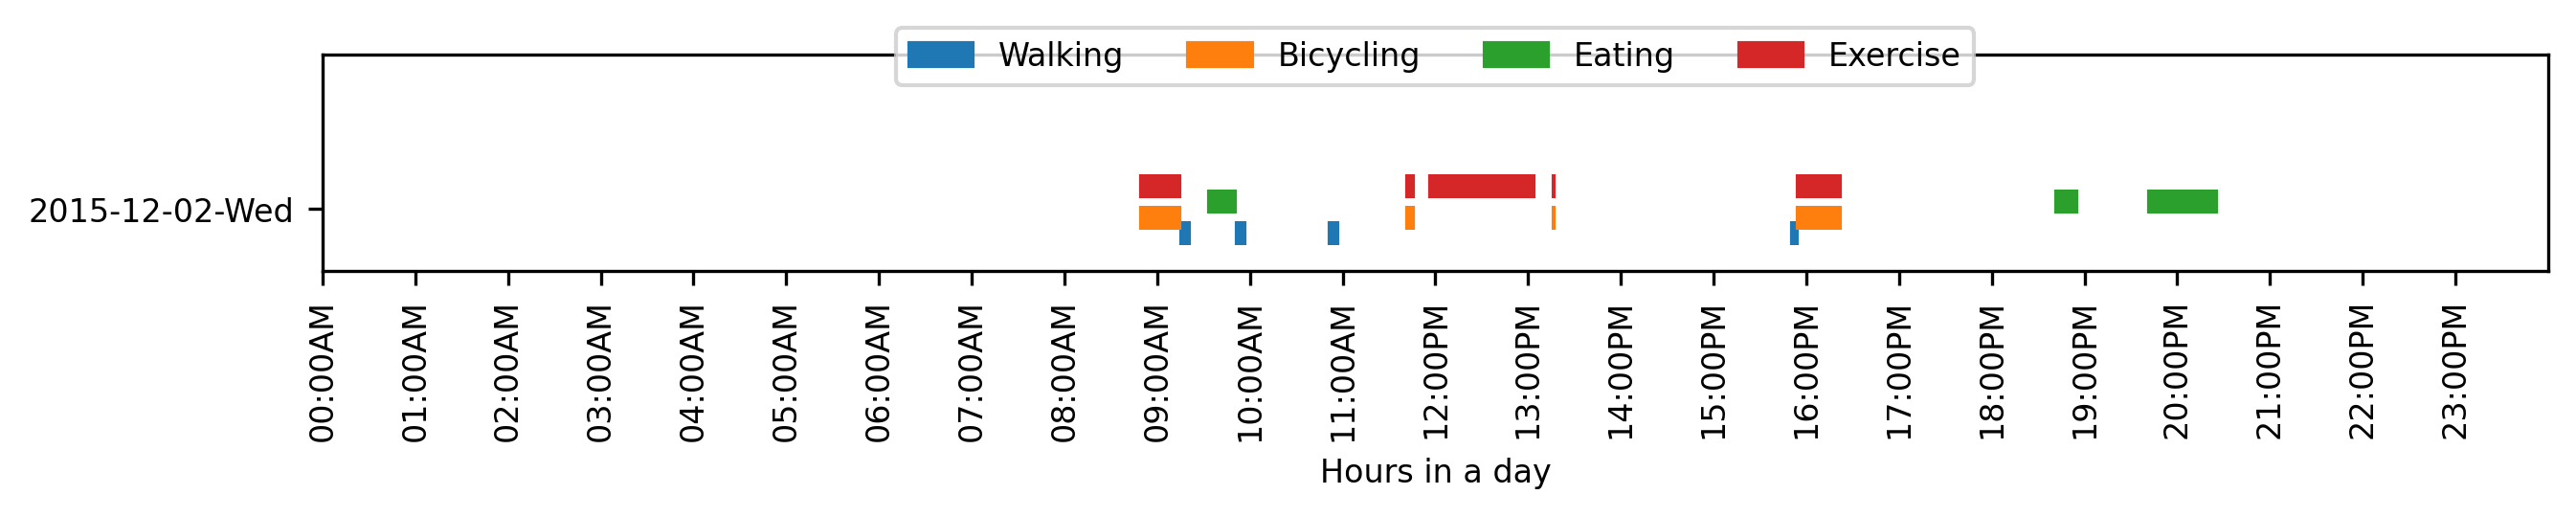 Walking Bicycling Eating Exercise
2015-12-02-Wed
00:00AM 01:00AM 02:00AM 03:00AM 04:00AM 05:00AM 06:00AM 07:00AM 08:00AM 09:00AM 10:00AM 11:00AM 12:00PM 13:00PM 14:00PM 15:00PM 16:00PM 17:00PM 18:00PM 19:00PM 20:00PM 21:00PM 22:00PM 23:00PM
Hours in a day